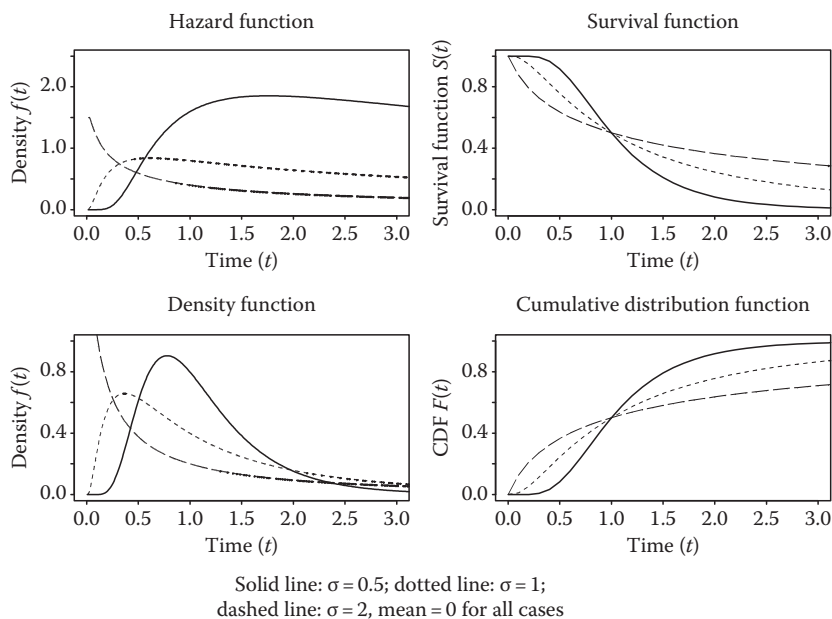 Hazard function
Survival function
Density f(t)
2.0
1.0
0.0
0.0 0.5 1.0 1.5 2.0 2.5 3.0
Time (t)
Survival function S(t)
0.8
0.4
0.0
0.0 0.5 1.0 1.5 2.0 2.5 3.0
Time (t)
Density function
Cumulative distribution function
Density f(t)
0.8
0.4
0.0
0.0 0.5 1.0 1.5 2.0 2.5 3.0
Time (t)
CDF F(t)
0.8
0.4
0.0
0.0 0.5 1.0 1.5 2.0 2.5 3.0
Time (t)
Solid line: σ = 0.5; dotted line: σ = 1;
dashed line: σ = 2, mean = 0 for all cases